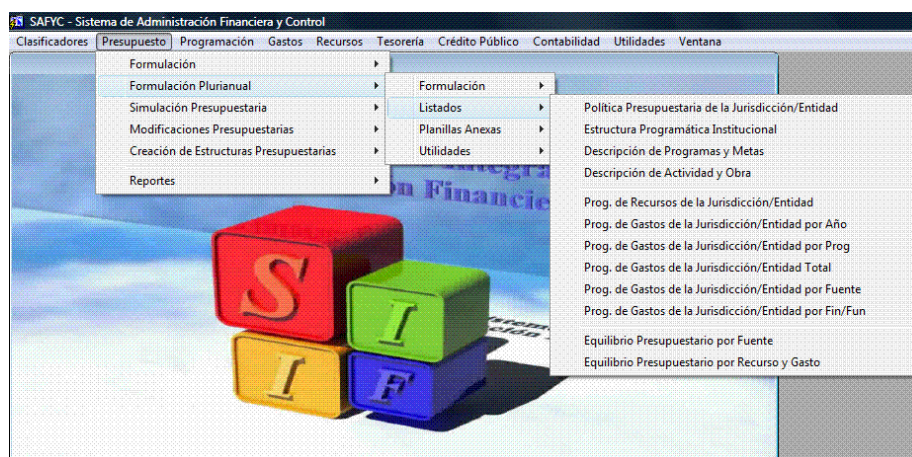 SAFYC - Sistema de Administración Financiera y Control
Clasificadores Presupuesto Programación Gastos Recursos Tesorería Crédito Público Contabilidad Utilidades Ventana
Formulación
Formulación Plurianual
Simulación Presupuestaria
Modificaciones Presupuestarias
Creación de Estructuras Presupuestarias
Reportes
Formulación
Listados
Planillas Anexas
Utilidades
Política Presupuestaria de la Jurisdicción/Entidad
Estructura Programática Institucional
Descripción de Programas y Metas
Descripción de Actividad y Obra
Prog. de Recursos de la Jurisdicción/Entidad
Prog. de Gastos de la Jurisdicción/Entidad por Año
Prog. de Gastos de la Jurisdicción/Entidad por Prog
Prog. de Gastos de la Jurisdicción/Entidad Total
Prog. de Gastos de la Jurisdicción/Entidad por Fuente
Prog. de Gastos de la Jurisdicción/Entidad por Fin/Fun
Equilibrio Presupuestario por Fuente
Equilibrio Presupuestario por Recurso y Gasto
S I
I F